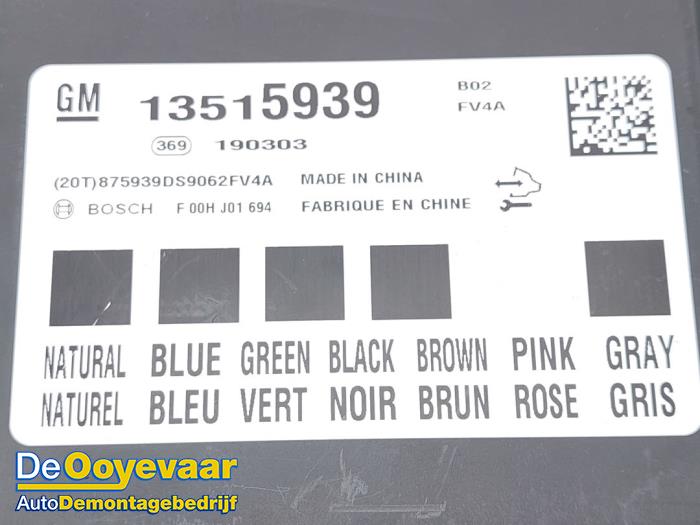 GM 13515939 B02
FV4A
369 190303
(20T)875939DS9062FV4A MADE IN CHINA
BOSCH F 00H J01 694 FABRIQUE EN CHINE
NATURAL BLUE GREEN BLACK BROWN PINK GRAY
NATUREL BLEU VERT NOIR BRUN ROSE GRIS
De Ooyevaar
AutoDemontagebedrijf